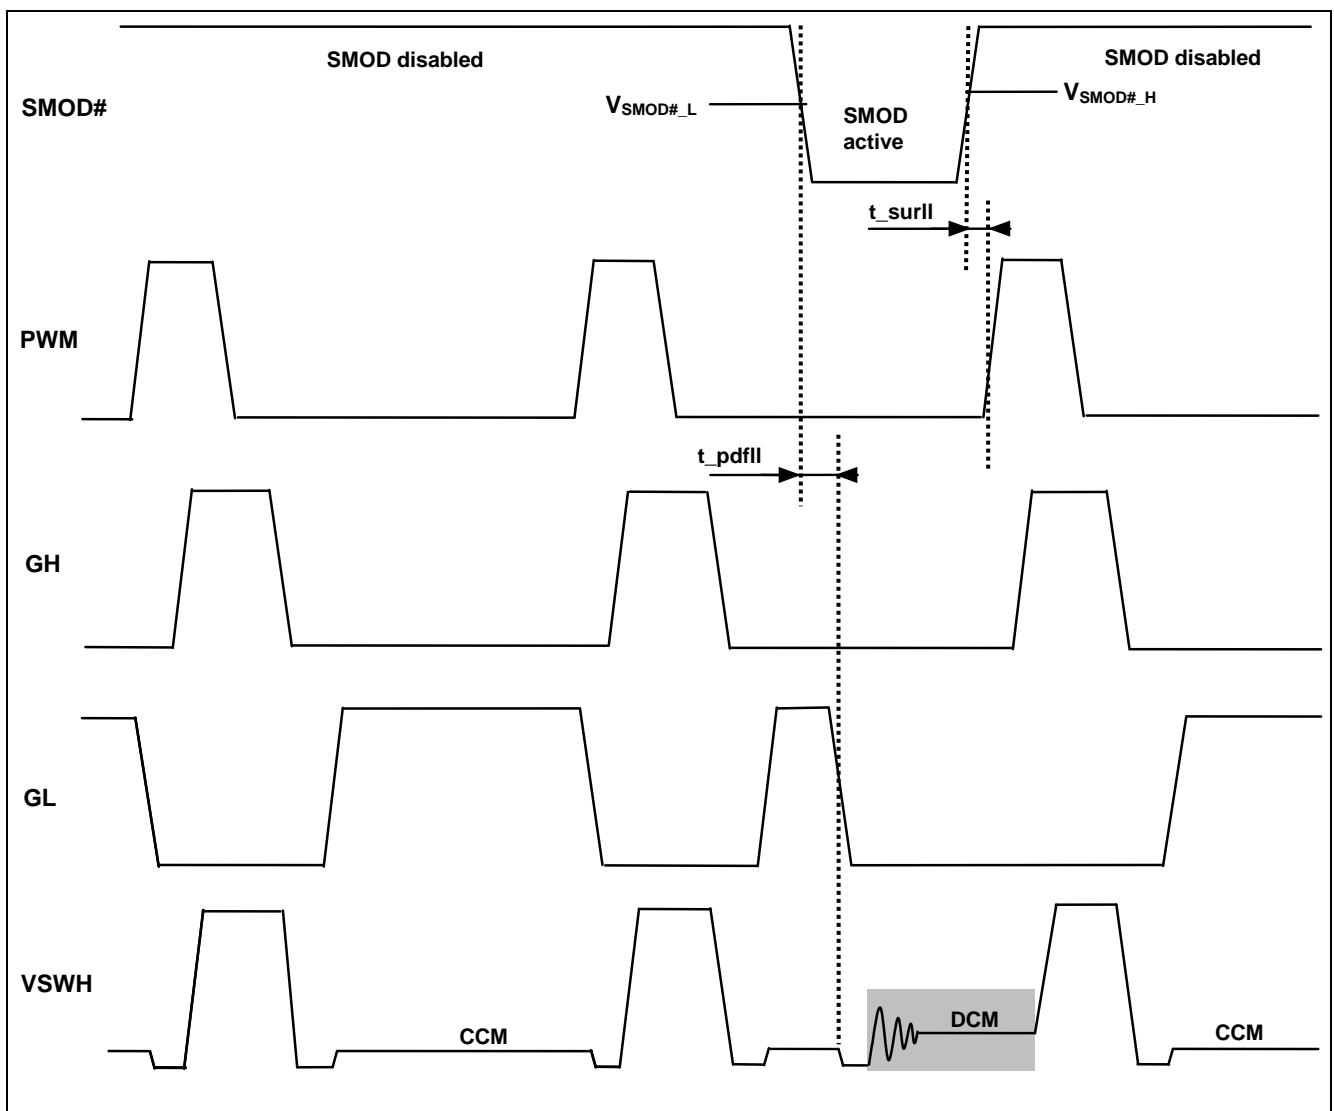 SMOD disabled
SMOD disabled
SMOD#
VSMOD#_L
SMOD
active
VSMOD#_H
t_surll
PWM
t_pdfll
GH
GL
VSWH
CCM
DCM
CCM